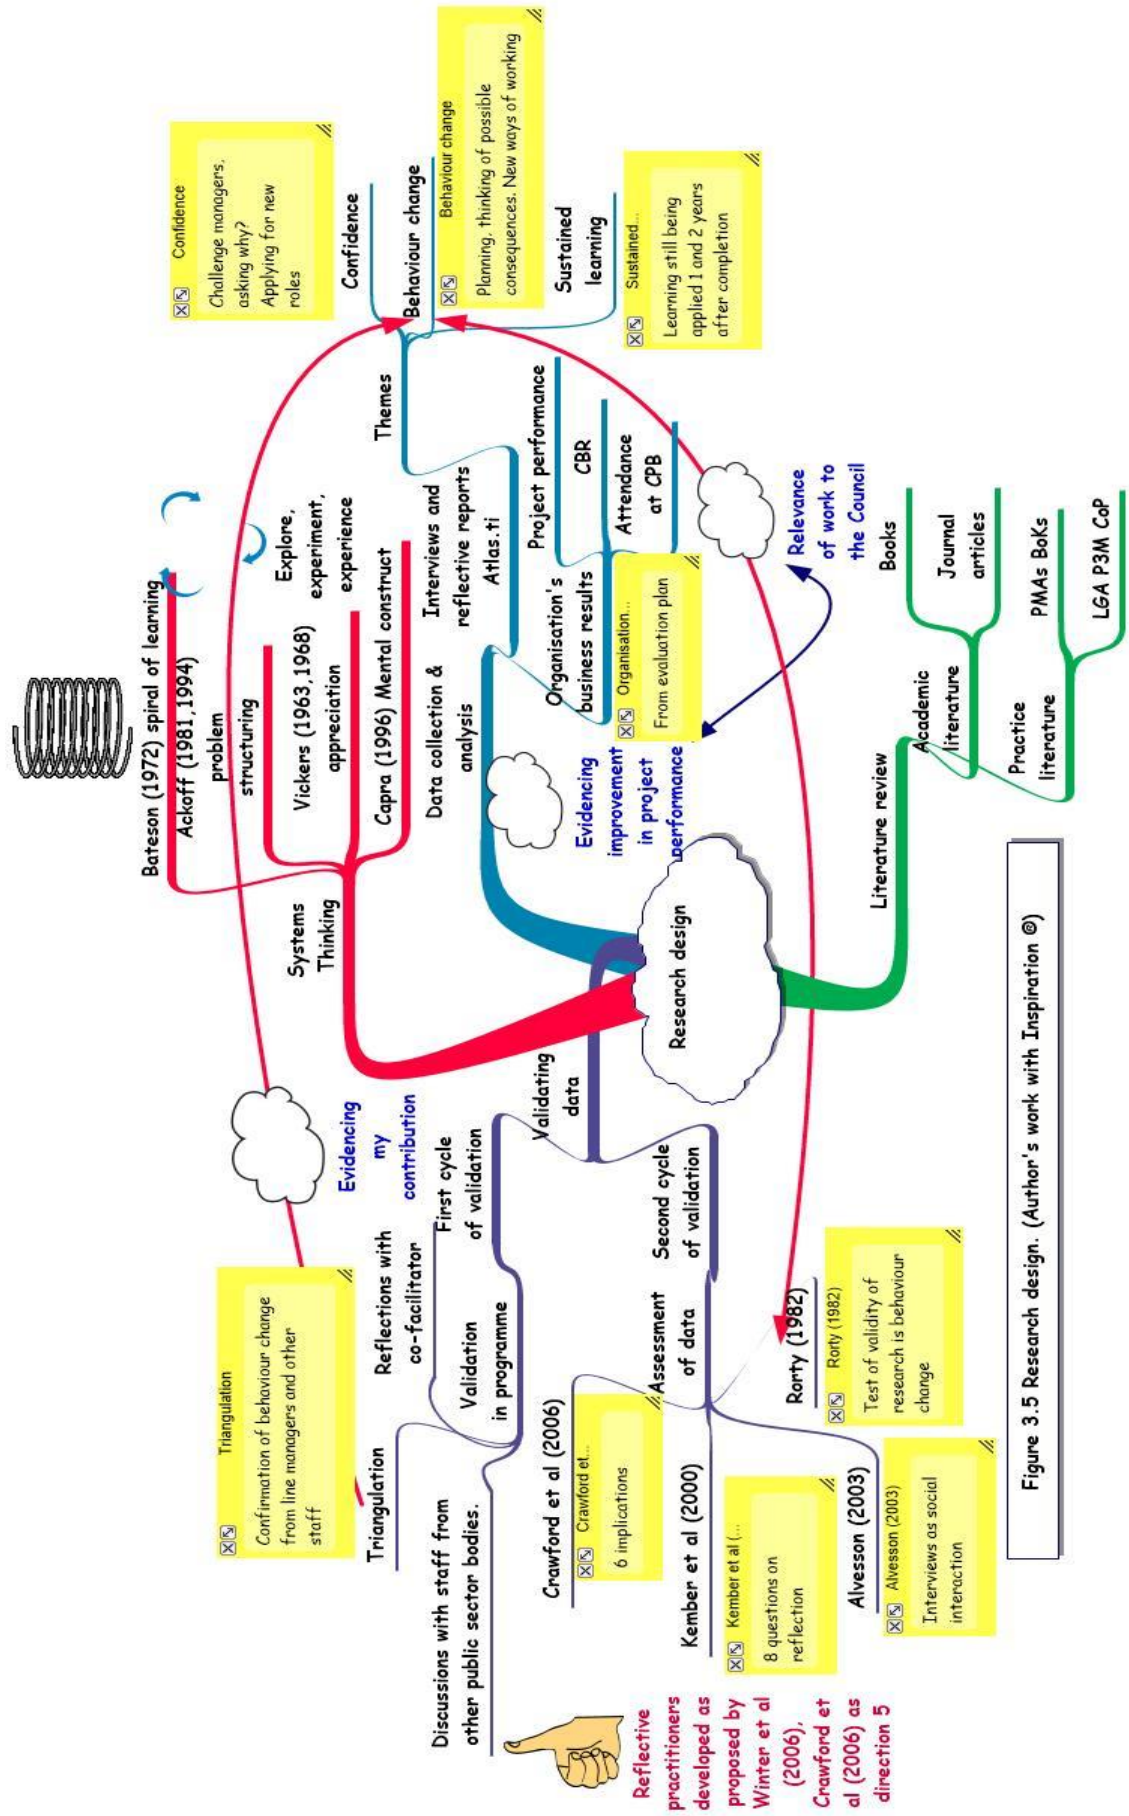 Triangulation
Confirmation of behaviour change
from line managers and other
staff
Triangulation
Reflections with
co-facilitator
First cycle
of validation
Validation
in programme
Discussions with staff from
other public sector bodies.
Validating
data
Second cycle
of validation
Assessment
of data
Crawford et al (2006)
Crawford et...
6 implications
Kember et al (2000)
Kember et al (...
8 questions on
reflection
Alvesson (2003)
Alvesson (2003)
Interviews as social
interaction
Rorty (1982)
Rorty (1982)
Test of validity of
research is behaviour
change
Reflective
practitioners
developed as
proposed by
Winter et al
(2006),
Crawford et
al (2006) as
direction 5
Evidencing
my
contribution
Research design
Systems
Thinking
Bateson (1972) spiral of learning
Ackoff (1981,1994)
problem
structuring
Vickers (1963,1968)
appreciation
Capra (1996) Mental construct
Explore,
experiment,
experience
Data collection &
analysis
Interviews and
reflective reports
Atlas.ti
Themes
Confidence
Confidence
Challenge managers,
asking why?
Applying for new
roles
Behaviour change
Behaviour change
Planning, thinking of possible
consequences. New ways of working
Sustained
learning
Sustained...
Learning still being
applied 1 and 2 years
after completion
Organisation's
business results
Organisation...
From evaluation plan
Project performance
CBR
Attendance
at CPB
Evidencing
improvement
in project
performance
Relevance
of work to
the Council
Literature review
Academic
literature
Books
Journal
articles
Practice
literature
PMAs BoKs
LGA P3M CoP
Figure 3.5 Research design. (Author's work with Inspiration ®)